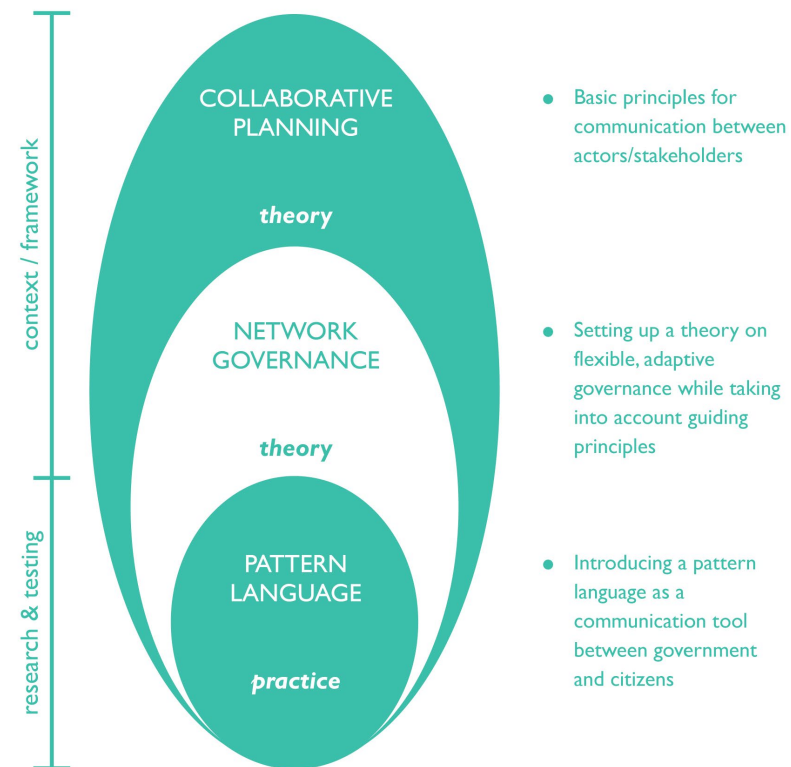 context / framework
COLLABORATIVE
PLANNING
theory
● Basic principles for
communication between
actors/stakeholders
NETWORK
GOVERNANCE
theory
● Setting up a theory on
flexible, adaptive
governance while taking
into account guiding
principles
research & testing
PATTERN
LANGUAGE
practice
● Introducing a pattern
language as a
communication tool
between government
and citizens